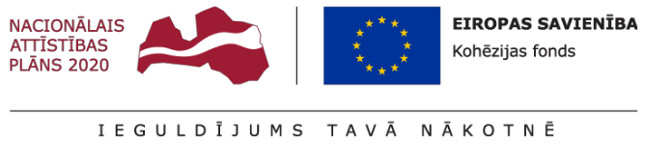 NACIONĀLAIS
ATTĪSTĪBAS
PLĀNS 2020
EIROPAS SAVIENĪBA
Kohēzijas fonds
IEGULDĪJUMS TAVĀ NĀKOTNĒ